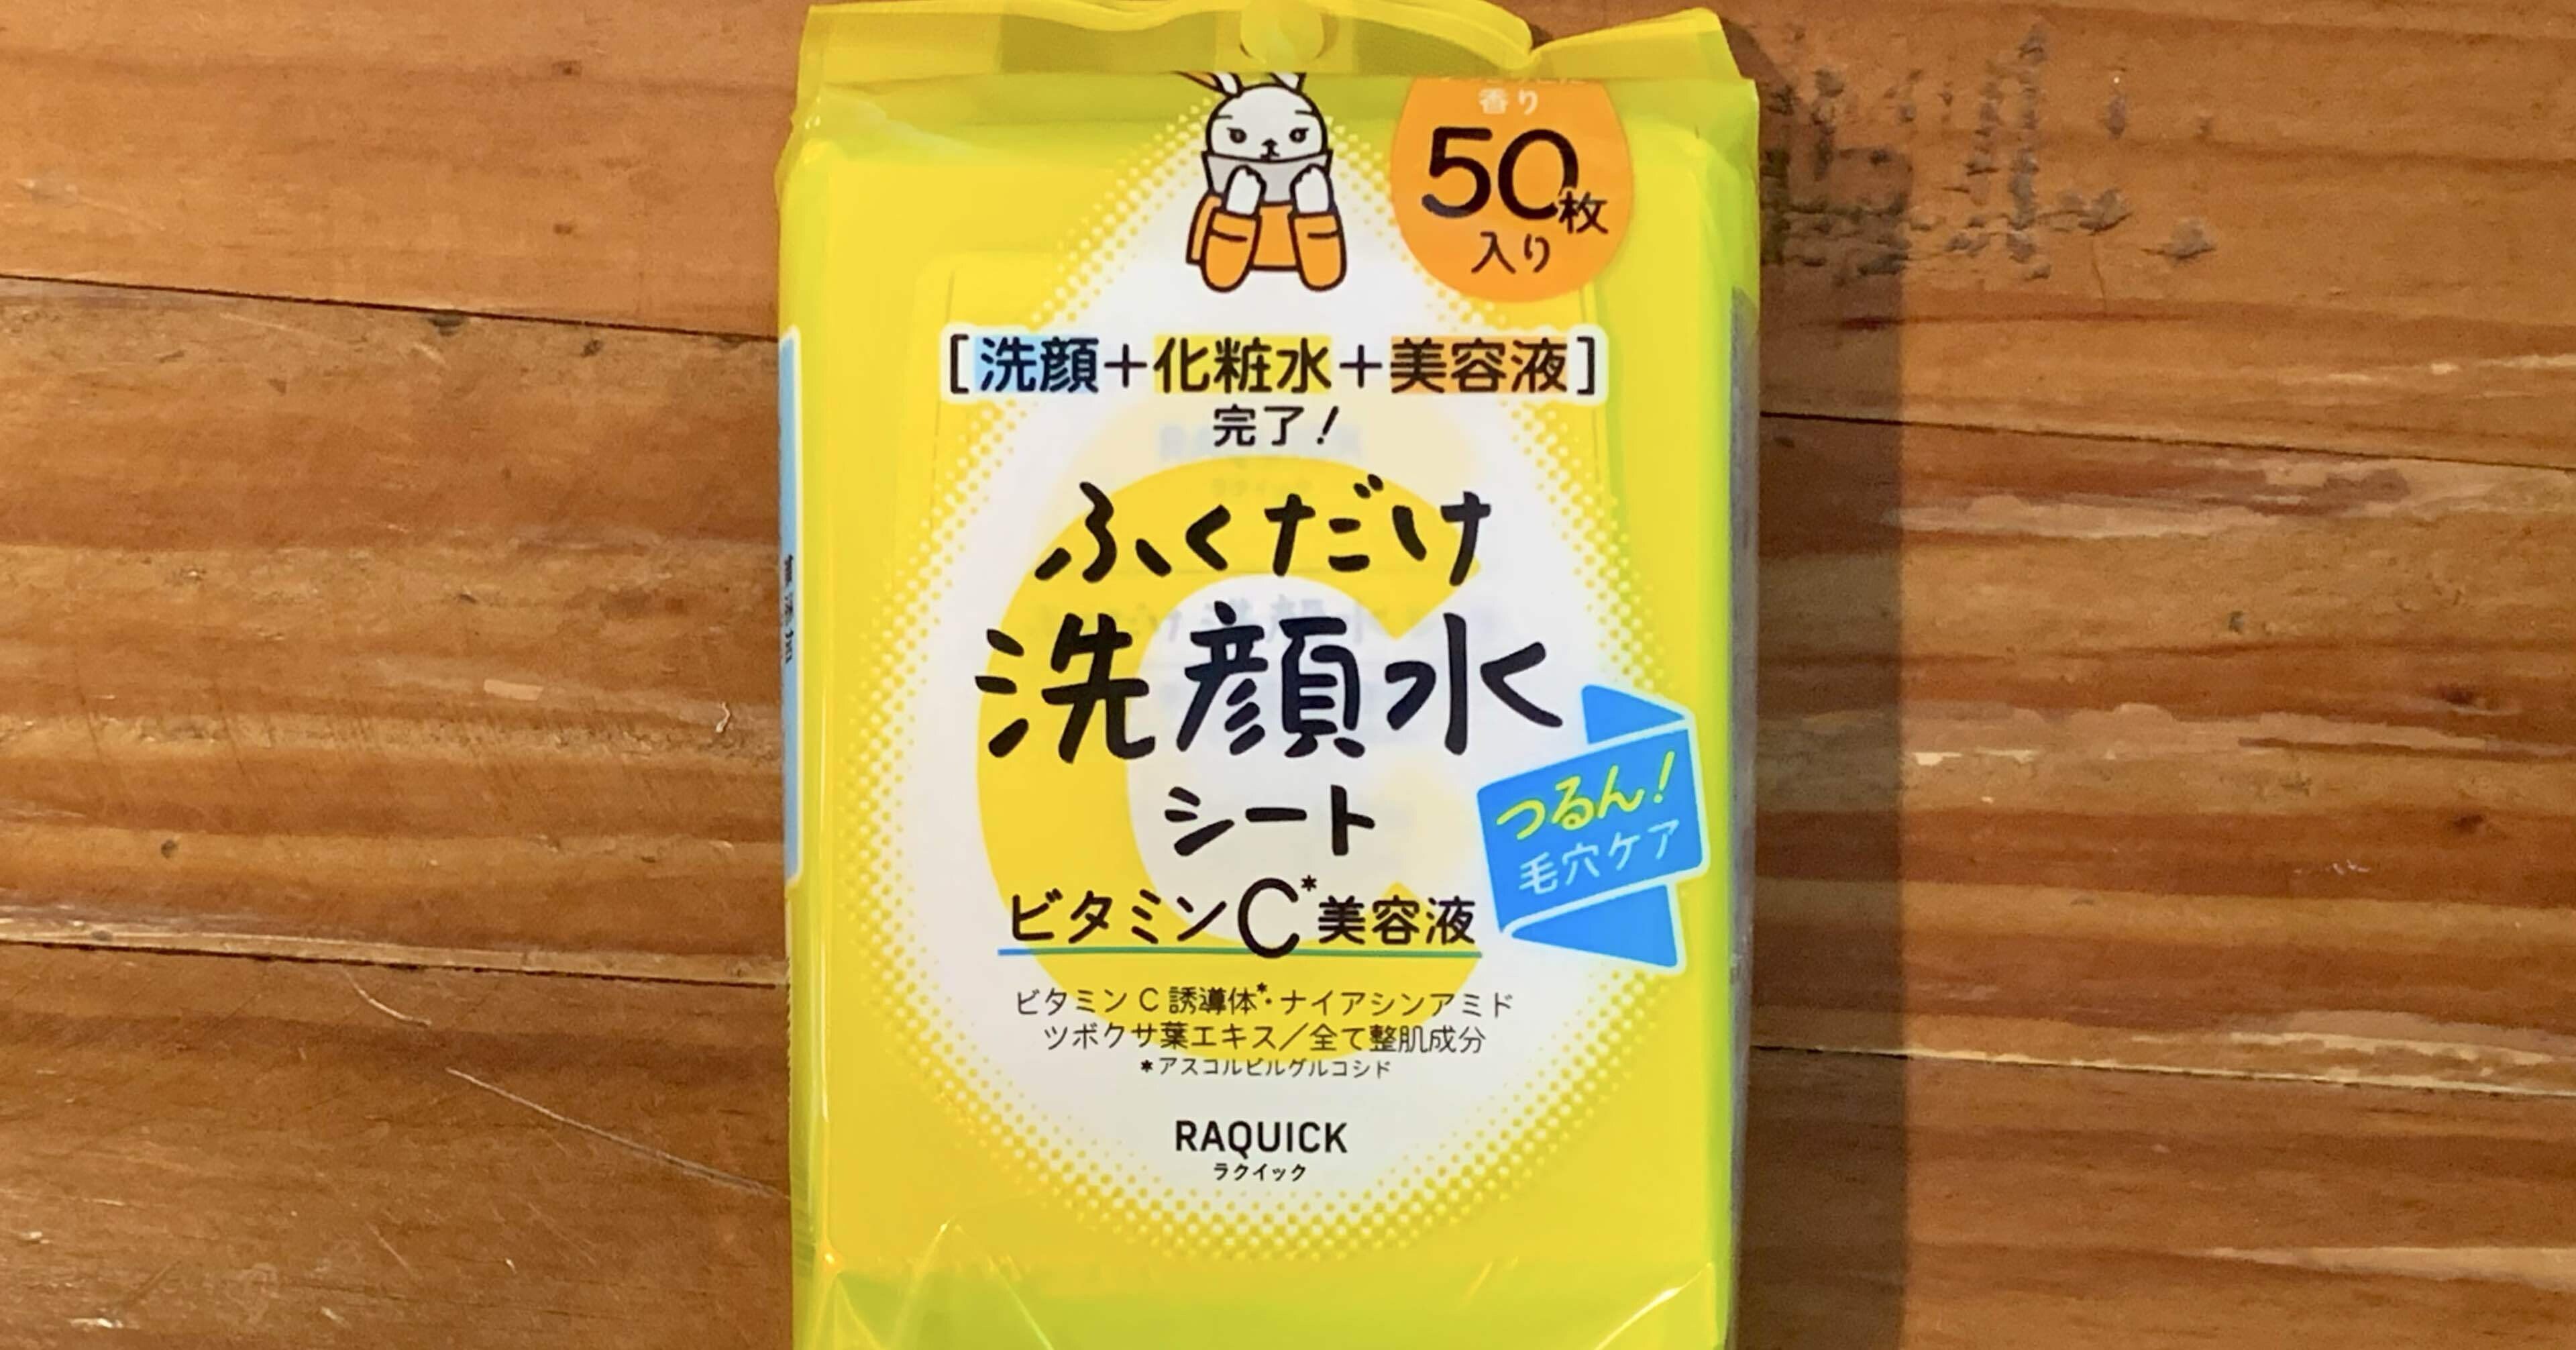 香り
50枚
入り
[洗顔+化粧水+美容液]
完了!
ふくだけ
洗顔水
シート
つるん!
毛穴ケア
ビタミンC*美容液
ビタミンC誘導体*・ナイアシンアミド
ツボクサ葉エキス/全て整肌成分
*アスコルビルグルコシド
RAQUICK
ラクイック